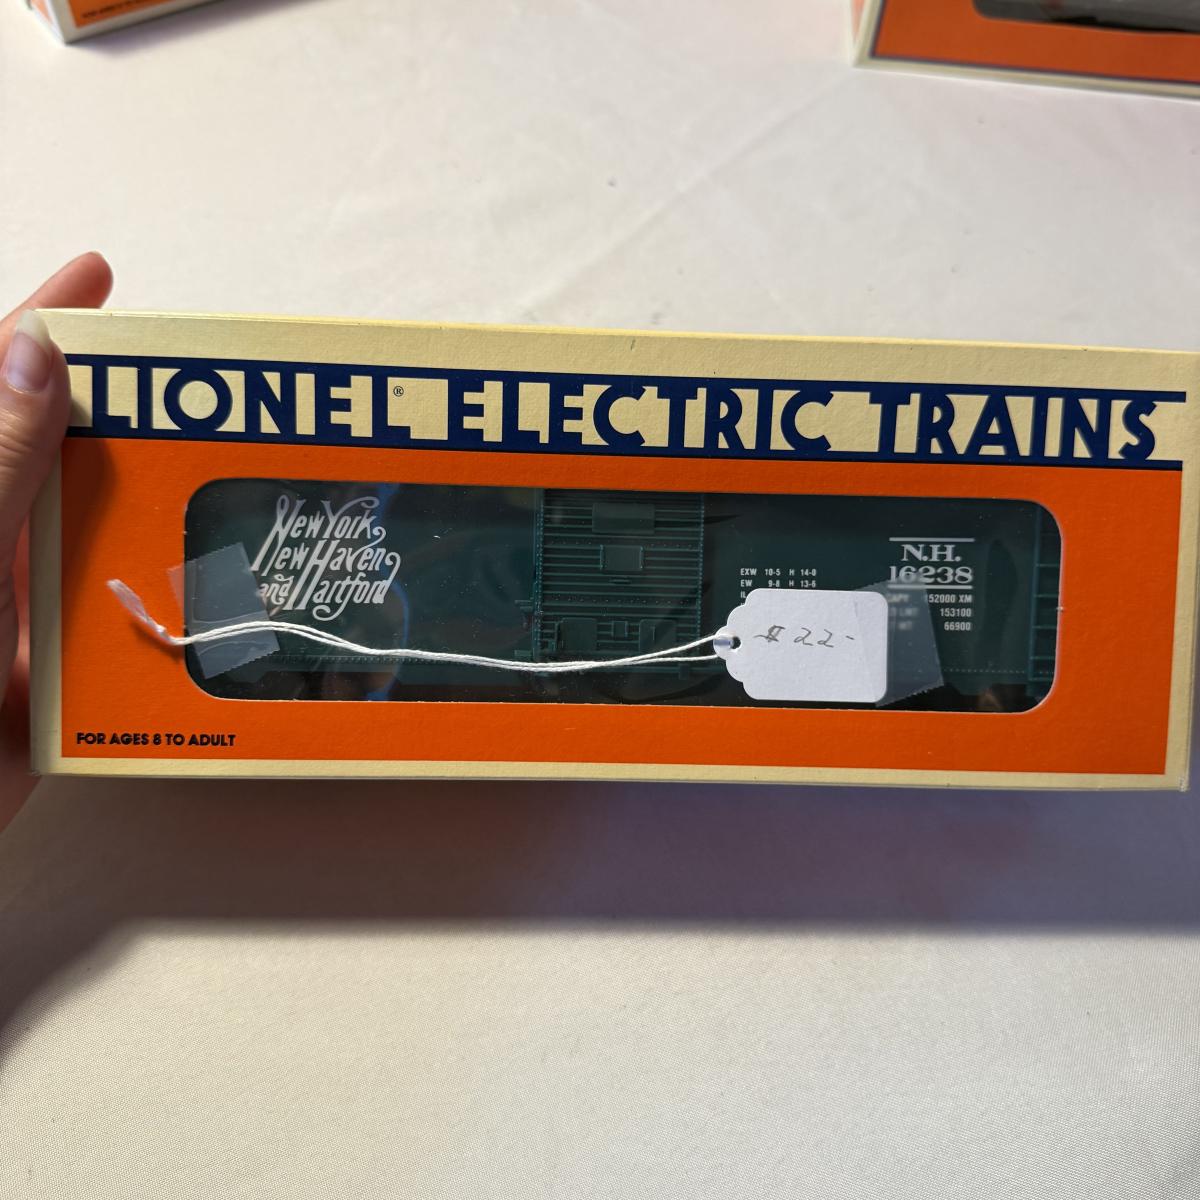 LIONEL® ELECTRIC TRAINS
New York,
New Haven
and Hartford
N.H.
16238
EXW 10-5 H 14-0
EW 9-8 H 13-6
152000 XM
153100
66900
$ 22-
FOR AGES 8 TO ADULT